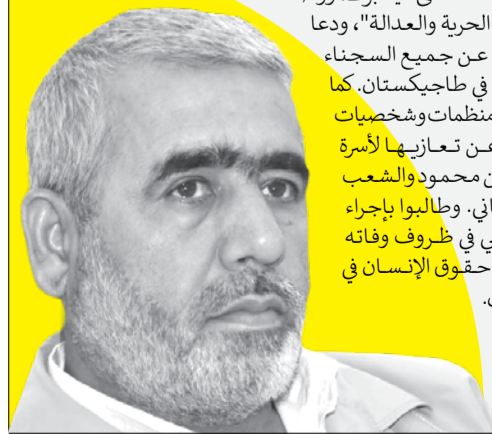 الحرية والعدالة"، ودعا
عن جميع السجناء
في طاجيكستان. كما
منظمات وشخصيات
عن تعازيها لأسرة
محمود والشعب
وطالبوا بإجراء
في ظروف وفاته
حقوق الإنسان في